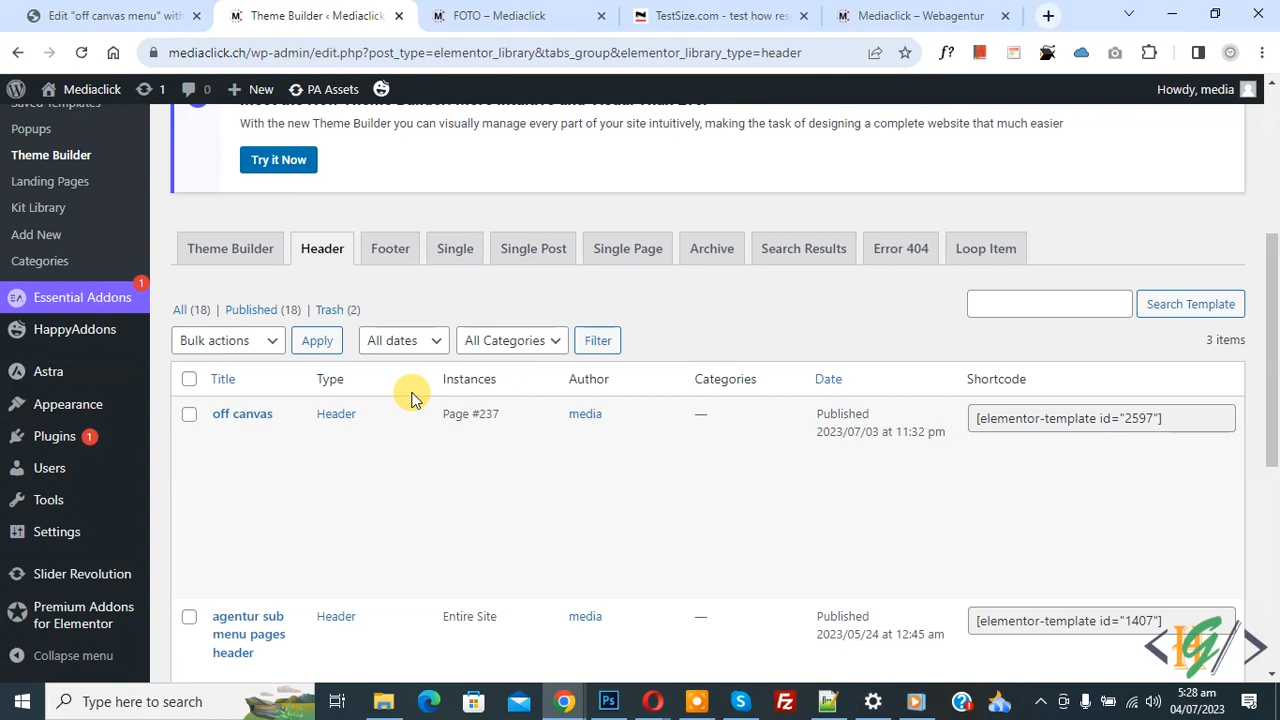 Edit "off canvas menu" with
Theme Builder ‹ Mediaclick
FOTO – Mediaclick
TestSize.com - test how resp
Mediaclick – Webagentur
mediaclick.ch/wp-admin/edit.php?post_type=elementor_library&tabs_group&elementor_library_type=header
Mediaclick
1
0
New
PA Assets
Howdy, media
With the new Theme Builder you can visually manage every part of your site intuitively, making the task of designing a complete website that much easier
Try it Now
Saved Templates
Popups
Theme Builder
Landing Pages
Kit Library
Add New
Categories
Essential Addons
1
HappyAddons
Astra
Appearance
Plugins 1
Users
Tools
Settings
Slider Revolution
Premium Addons
for Elementor
Collapse menu
Theme Builder
Header
Footer
Single
Single Post
Single Page
Archive
Search Results
Error 404
Loop Item
All (18) | Published (18) | Trash (2)
Search Template
Bulk actions
Apply
All dates
All Categories
Filter
3 items
Title
Type
Instances
Author
Categories
Date
Shortcode
off canvas
Header
Page #237
media
—
Published
2023/07/03 at 11:32 pm
[elementor-template id="2597"]
agentur sub
menu pages
header
Header
Entire Site
media
—
Published
2023/05/24 at 12:45 am
[elementor-template id="1407"]
Type here to search
5:28 am
04/07/2023